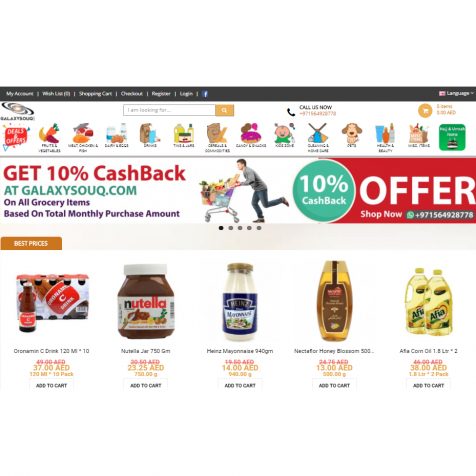 My Account | Wish List (0) | Shopping Cart | Checkout | Register | Login |
Language
GALAXYSOUQ
I am looking for...
CALL US NOW
+971564928778
0 items
0.00 AED
DEALS & OFFERS
FRUITS & VEGETABLES
MEAT, CHICKEN & FISH
DAIRY & EGGS
DRINKS
TINS & JARS
CEREALS & COMMODITIES
CANDY & SNACKS
KIDS ZONE
CLEANING & HOME CARE
PETS
HEALTH & BEAUTY
MISC. ITEMS
Hajj & Umrah Items
GET 10% CashBack
AT GALAXYSOUQ.COM
On All Grocery Items
Based On Total Monthly Purchase Amount
10%
CashBack
OFFER
Shop Now +971564928778
BEST PRICES
ORONAMIN C DRINK
nutella
HEINZ
MAYONNAISE
Afia
Afia
Oronamin C Drink 120 Ml * 10
Nutella Jar 750 Gm
Heinz Mayonnaise 940gm
Nectaflor Honey Blossom 500...
Afia Corn Oil 1.8 Ltr * 2
49.00 AED
30.50 AED
19.50 AED
24.75 AED
46.00 AED
37.00 AED
23.25 AED
14.00 AED
13.00 AED
38.00 AED
120 Ml * 10 Pack
750.00 g
940.00 g
500.00 g
1.8 Ltr * 2 Pack
ADD TO CART
ADD TO CART
ADD TO CART
ADD TO CART
ADD TO CART